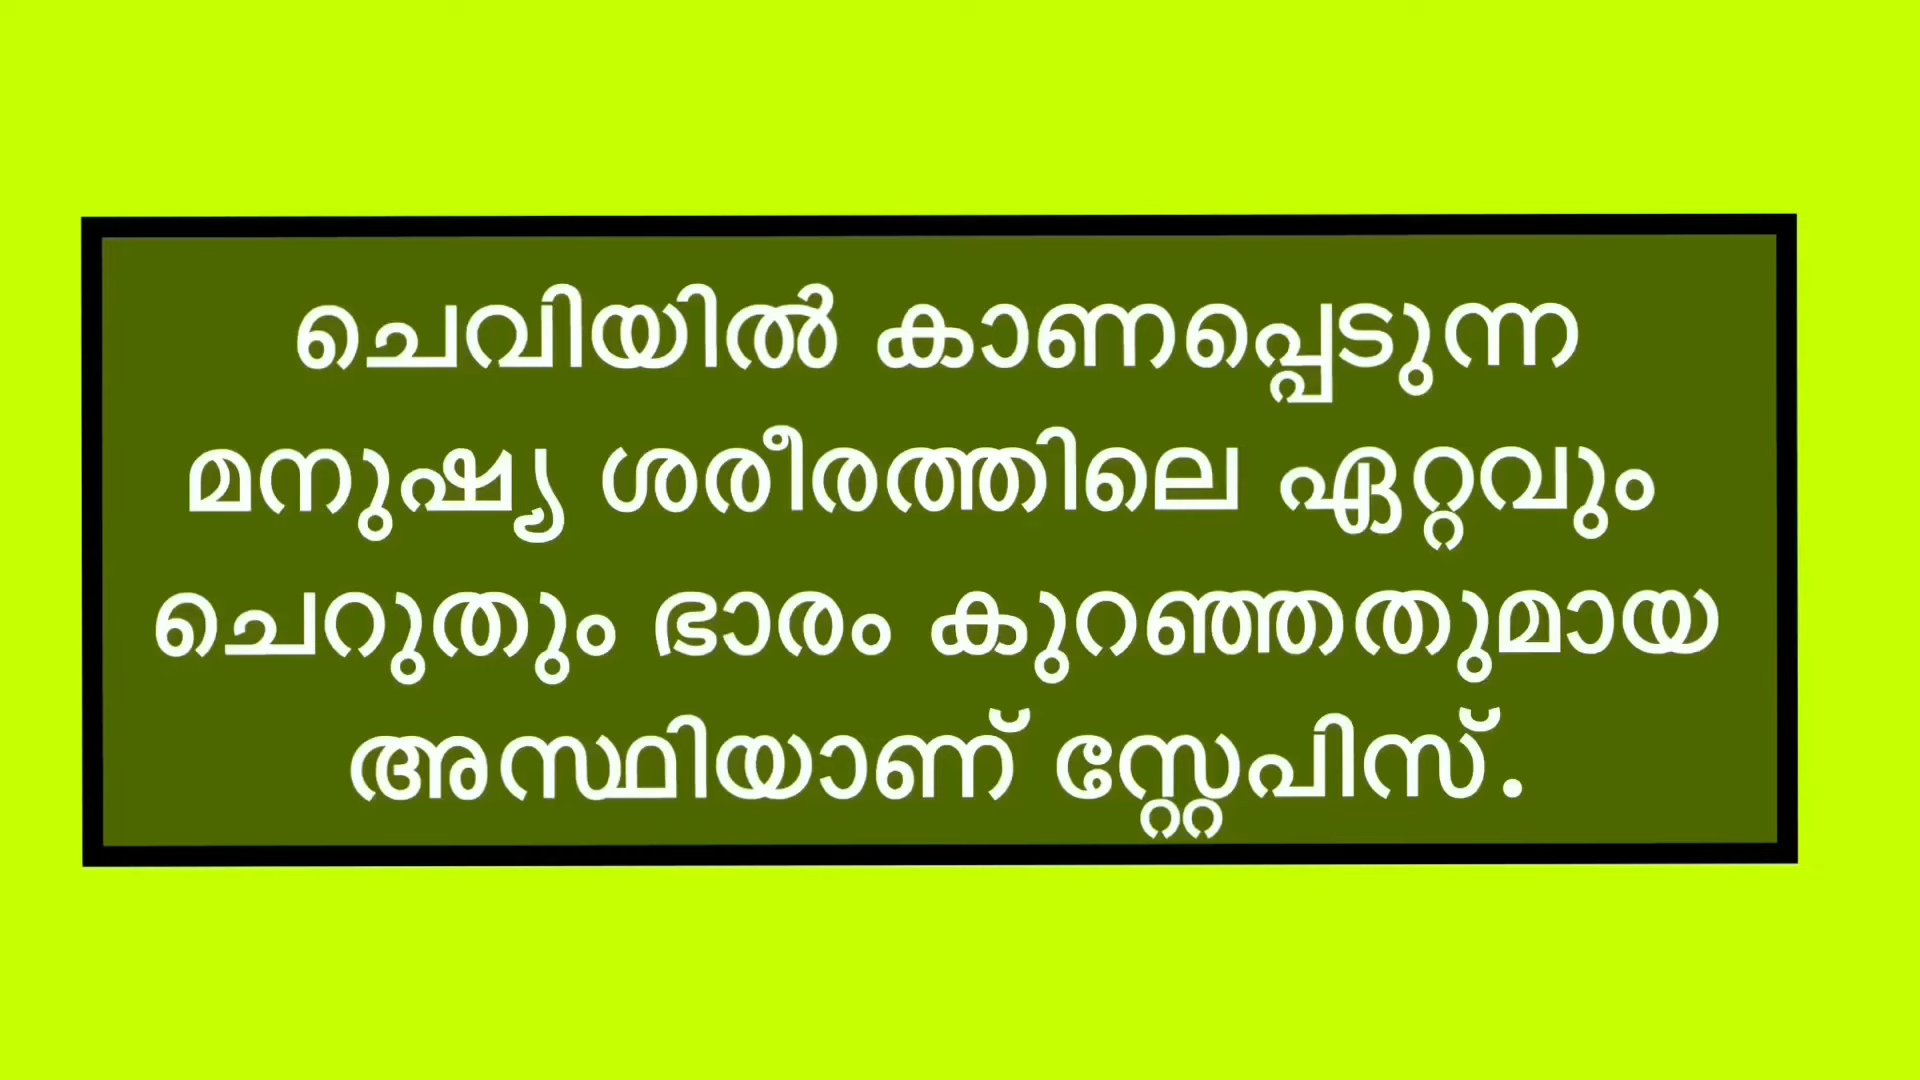 ചെവിയിൽ കാണപ്പെടുന്ന
മനുഷ്യ ശരീരത്തിലെ ഏറ്റവും
ചെറുതും ഭാരം കുറഞ്ഞതുമായ
അസ്ഥിയാണ് സ്റ്റേപിസ്.